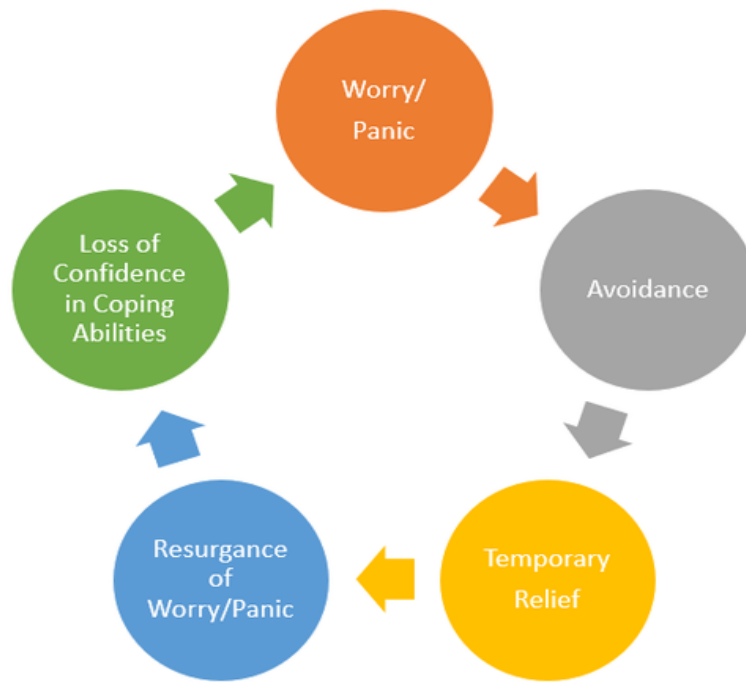 Worry/
Panic
Avoidance
Temporary
Relief
Resurgance
of
Worry/Panic
Loss of
Confidence
in Coping
Abilities